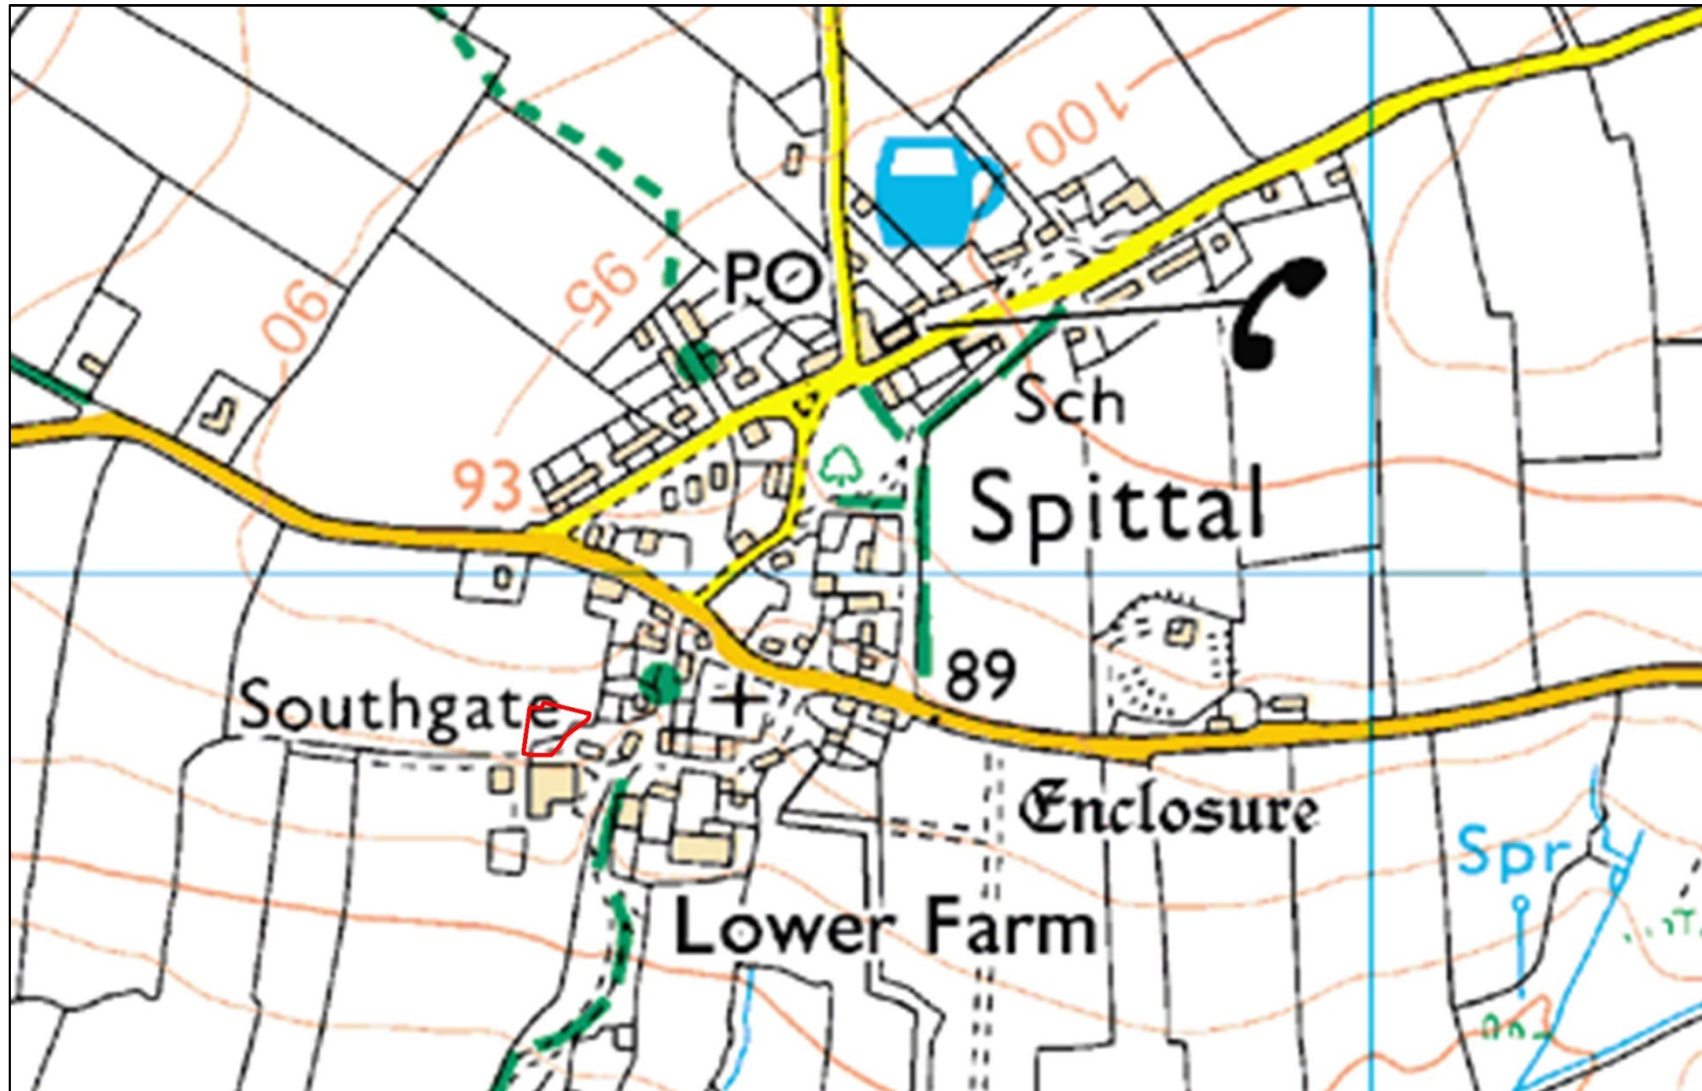 100
PO
95
90
Sch
93
Spittal
89
Southgate
Enclosure
Spr
Lower Farm